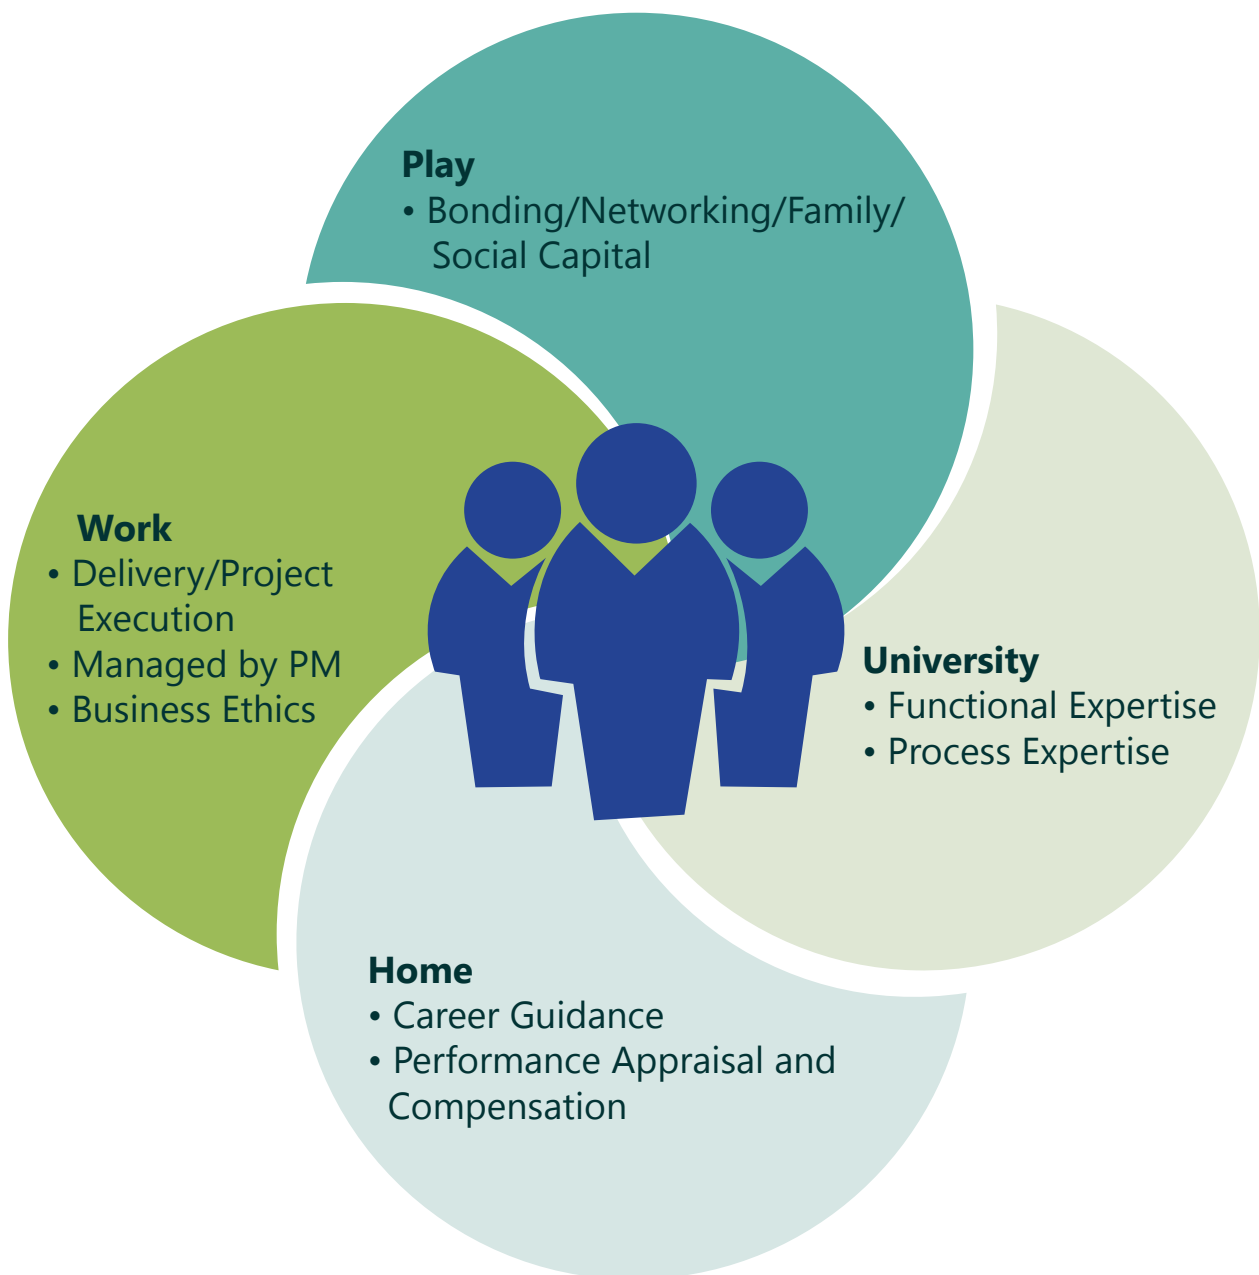 Play
• Bonding/Networking/Family/
Social Capital
Work
• Delivery/Project
Execution
• Managed by PM
• Business Ethics
University
• Functional Expertise
• Process Expertise
Home
• Career Guidance
• Performance Appraisal and
Compensation